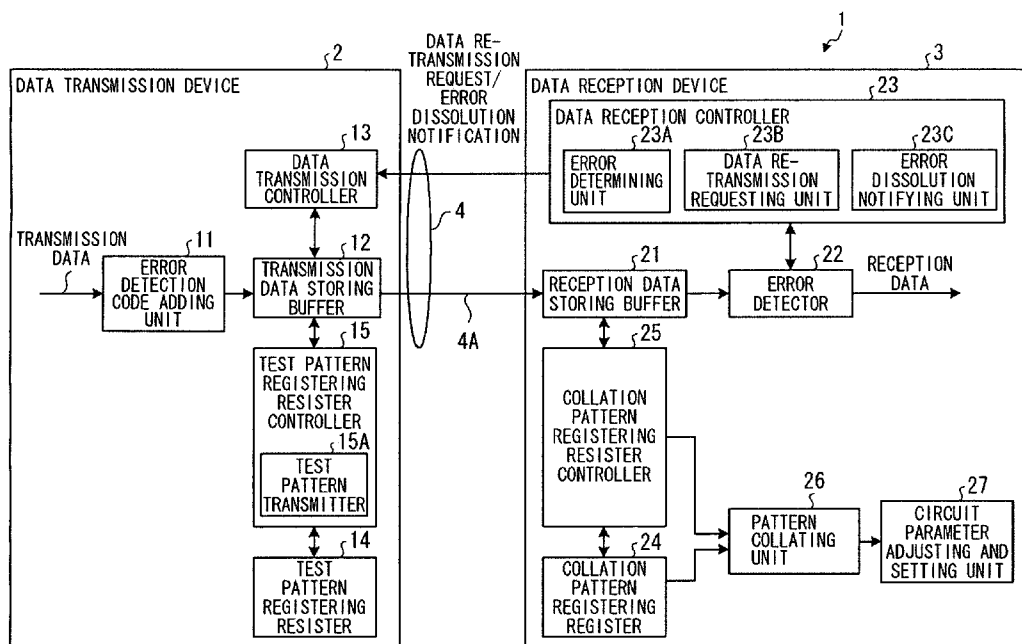 1
DATA RE-
TRANSMISSION
REQUEST/
ERROR
DISSOLUTION
NOTIFICATION
2
DATA TRANSMISSION DEVICE
3
DATA RECEPTION DEVICE
23
DATA RECEPTION CONTROLLER
23A
ERROR
DETERMINING
UNIT
23B
DATA RE-
TRANSMISSION
REQUESTING UNIT
23C
ERROR
DISSOLUTION
NOTIFYING UNIT
13
DATA
TRANSMISSION
CONTROLLER
4
TRANSMISSION
DATA
11
ERROR
DETECTION
CODE ADDING
UNIT
12
TRANSMISSION
DATA STORING
BUFFER
4A
21
RECEPTION DATA
STORING BUFFER
22
ERROR
DETECTOR
RECEPTION
DATA
15
TEST PATTERN
REGISTERING
RESISTER
CONTROLLER
15A
TEST
PATTERN
TRANSMITTER
25
COLLATION
PATTERN
REGISTERING
RESISTER
CONTROLLER
26
PATTERN
COLLATING
UNIT
27
CIRCUIT
PARAMETER
ADJUSTING AND
SETTING UNIT
14
TEST
PATTERN
REGISTERING
RESISTER
24
COLLATION
PATTERN
REGISTERING
REGISTER